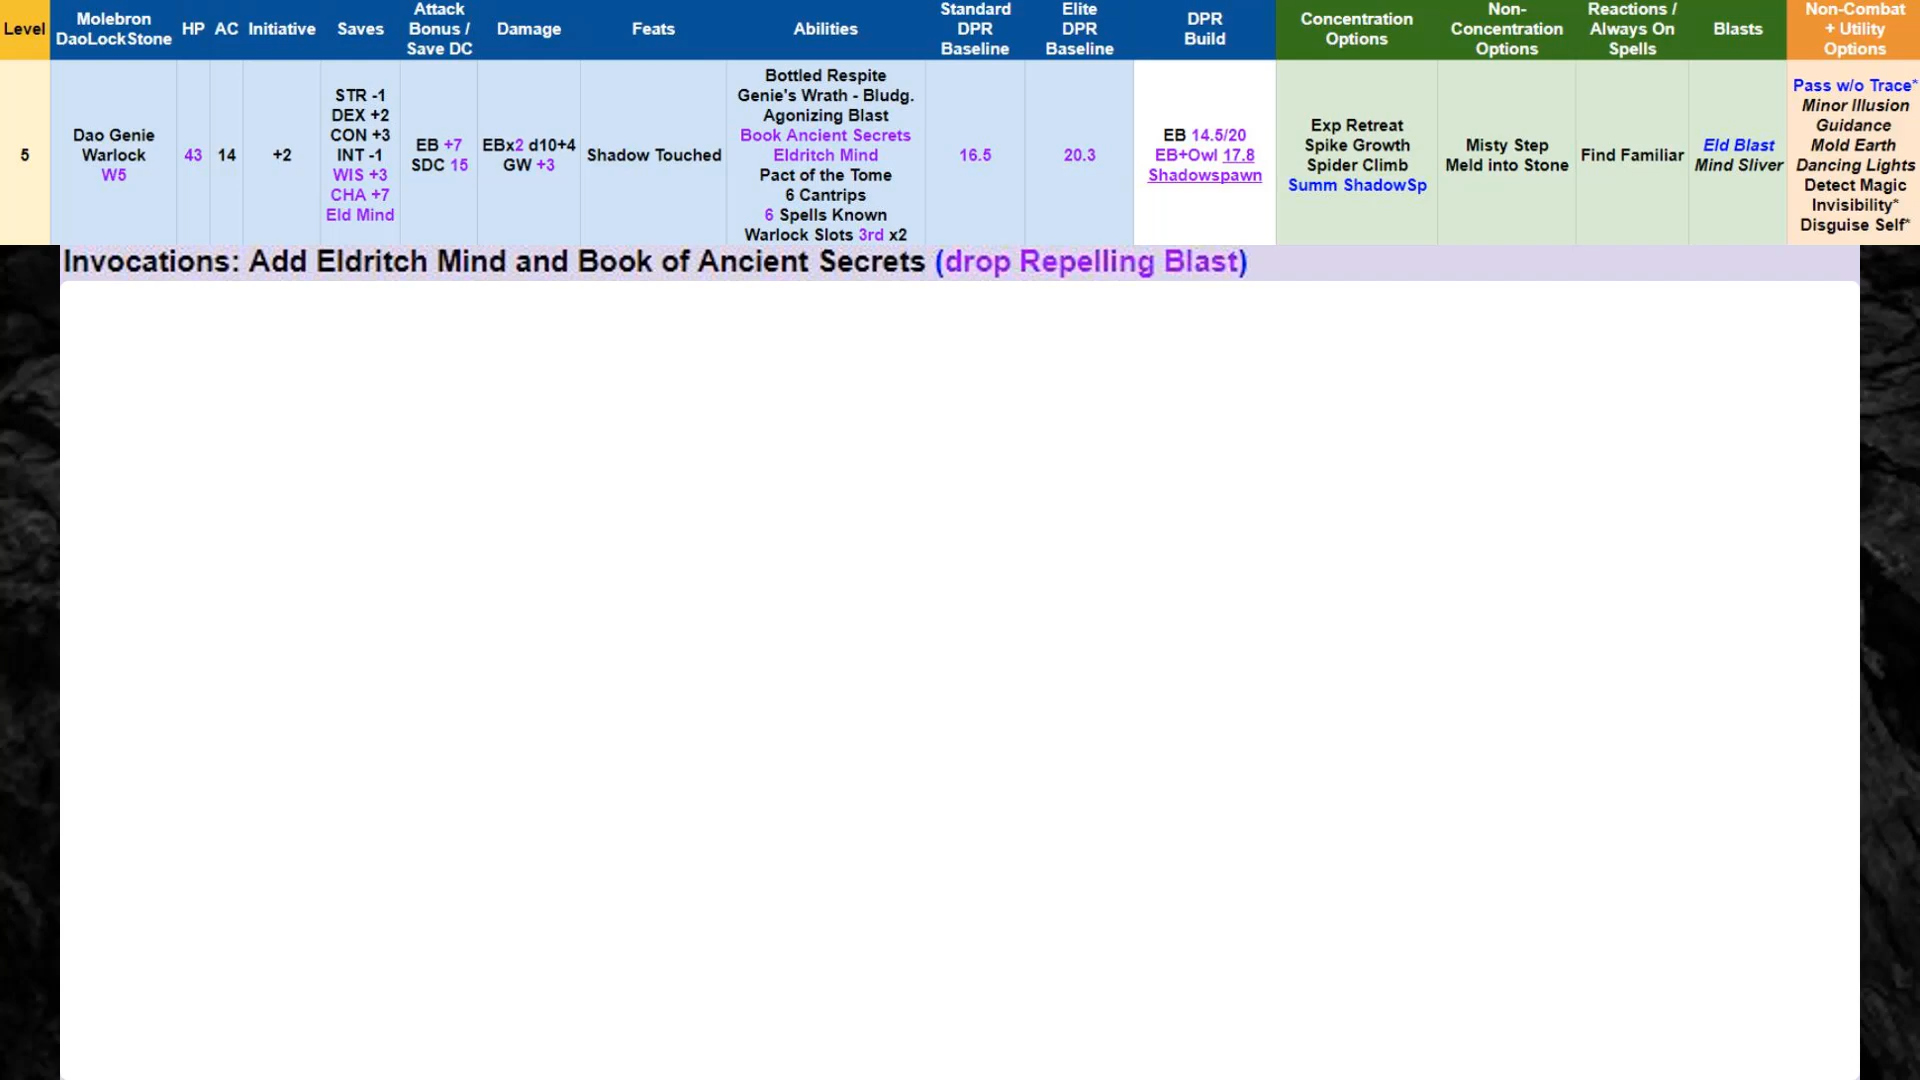 Level
Molebron
DaoLockStone
HP
AC
Initiative
Saves
Attack
Bonus /
Save DC
Damage
Feats
Abilities
Standard
DPR
Baseline
Elite
DPR
Baseline
DPR
Build
Concentration
Options
Non-
Concentration
Options
Reactions /
Always On
Spells
Blasts
Non-Combat
+ Utility
Options
5
Dao Genie
Warlock
W5
43
14
+2
STR -1
DEX +2
CON +3
INT -1
WIS +3
CHA +7
Eld Mind
EB +7
SDC 15
EBx2 d10+4
GW +3
Shadow Touched
Bottled Respite
Genie's Wrath - Bludg.
Agonizing Blast
Book Ancient Secrets
Eldritch Mind
Pact of the Tome
6 Cantrips
6 Spells Known
Warlock Slots 3rd x2
16.5
20.3
EB 14.5/20
EB+Owl 17.8
Shadowspawn
Exp Retreat
Spike Growth
Spider Climb
Summ ShadowSp
Misty Step
Meld into Stone
Find Familiar
Eld Blast
Mind Sliver
Pass w/o Trace*
Minor Illusion
Guidance
Mold Earth
Dancing Lights
Detect Magic
Invisibility*
Disguise Self*
Invocations: Add Eldritch Mind and Book of Ancient Secrets (drop Repelling Blast)